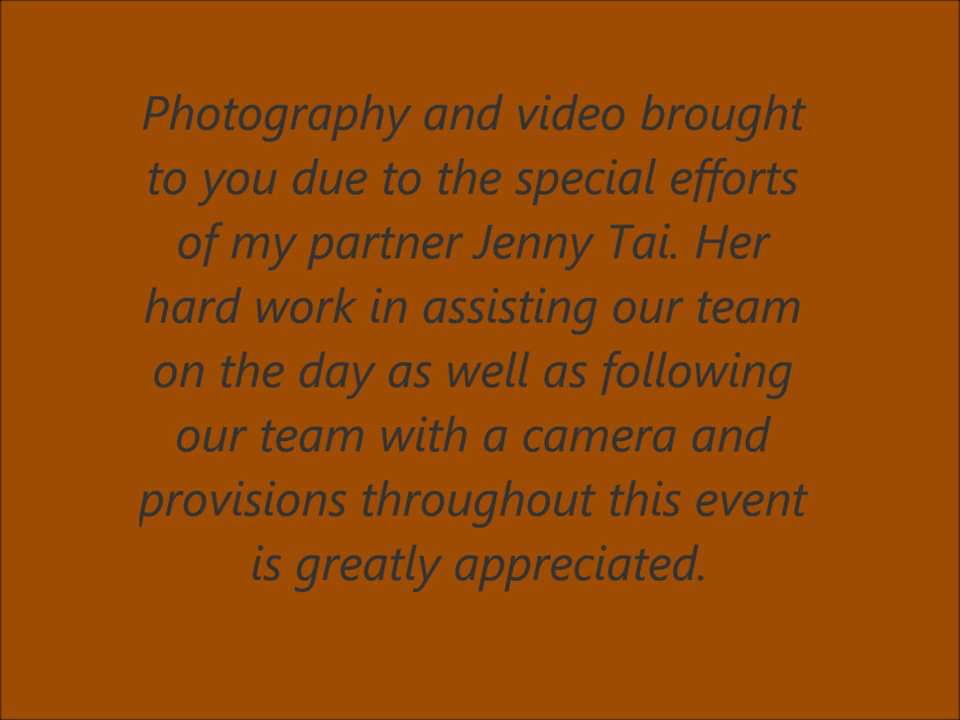 Photography and video brought
to you due to the special efforts
of my partner Jenny Tai. Her
hard work in assisting our team
on the day as well as following
our team with a camera and
provisions throughout this event
is greatly appreciated.